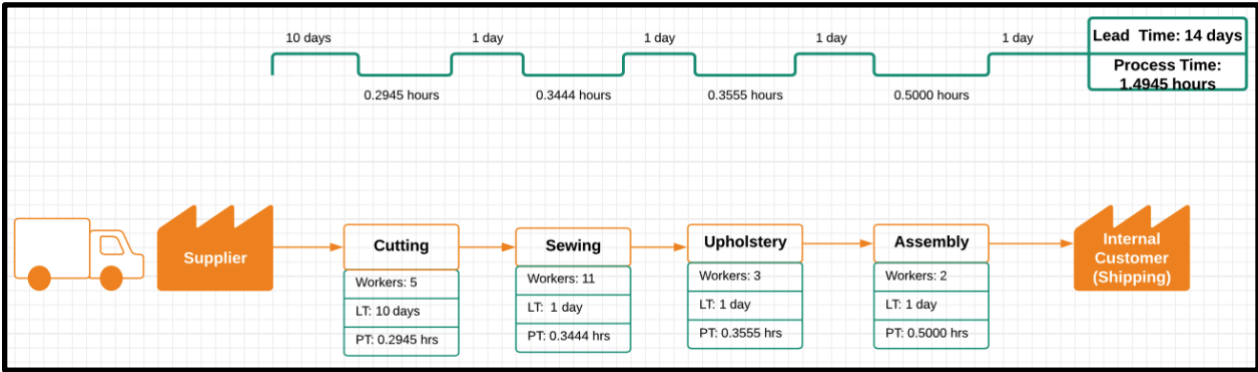 10 days
1 day
1 day
1 day
1 day
Lead Time: 14 days
Process Time:
1.4945 hours
0.2945 hours
0.3444 hours
0.3555 hours
0.5000 hours
Supplier
Cutting
Workers: 5
LT: 10 days
PT: 0.2945 hrs
Sewing
Workers: 11
LT: 1 day
PT: 0.3444 hrs
Upholstery
Workers: 3
LT: 1 day
PT: 0.3555 hrs
Assembly
Workers: 2
LT: 1 day
PT: 0.5000 hrs
Internal
Customer
(Shipping)